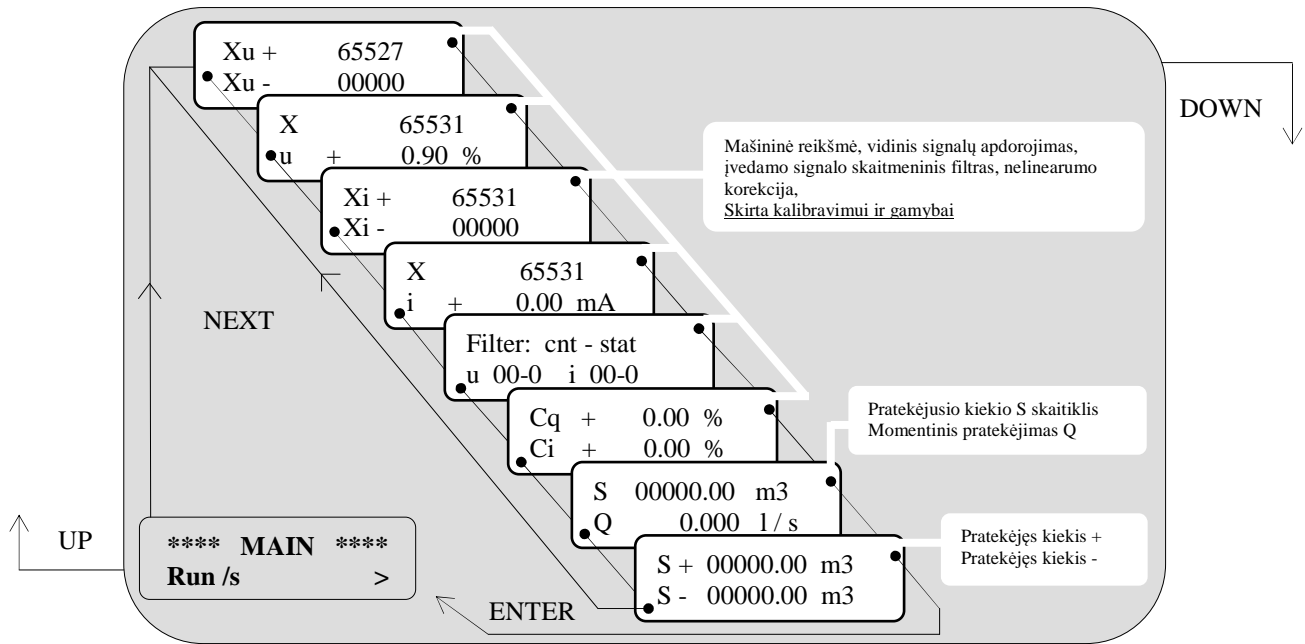 Xu + 65527
Xu - 00000
DOWN
X 65531
u + 0.90 %
Mašininė reikšmė, vidinis signalų apdorojimas,
įvedamo signalo skaitmeninis filtras, nelinearumo
korekcija,
Skirta kalibravimui ir gamybai
Xi + 65531
Xi - 00000
X 65531
i + 0.00 mA
NEXT
Filter: cnt - stat
u 00-0 i 00-0
Cq + 0.00 %
Ci + 0.00 %
Pratekėjusio kiekio S skaitiklis
Momentinis pratekėjimas Q
S 00000.00 m3
Q 0.000 l / s
UP
**** MAIN ****
Run /s >
S + 00000.00 m3
S - 00000.00 m3
Pratekėjęs kiekis +
Pratekėjęs kiekis -
ENTER